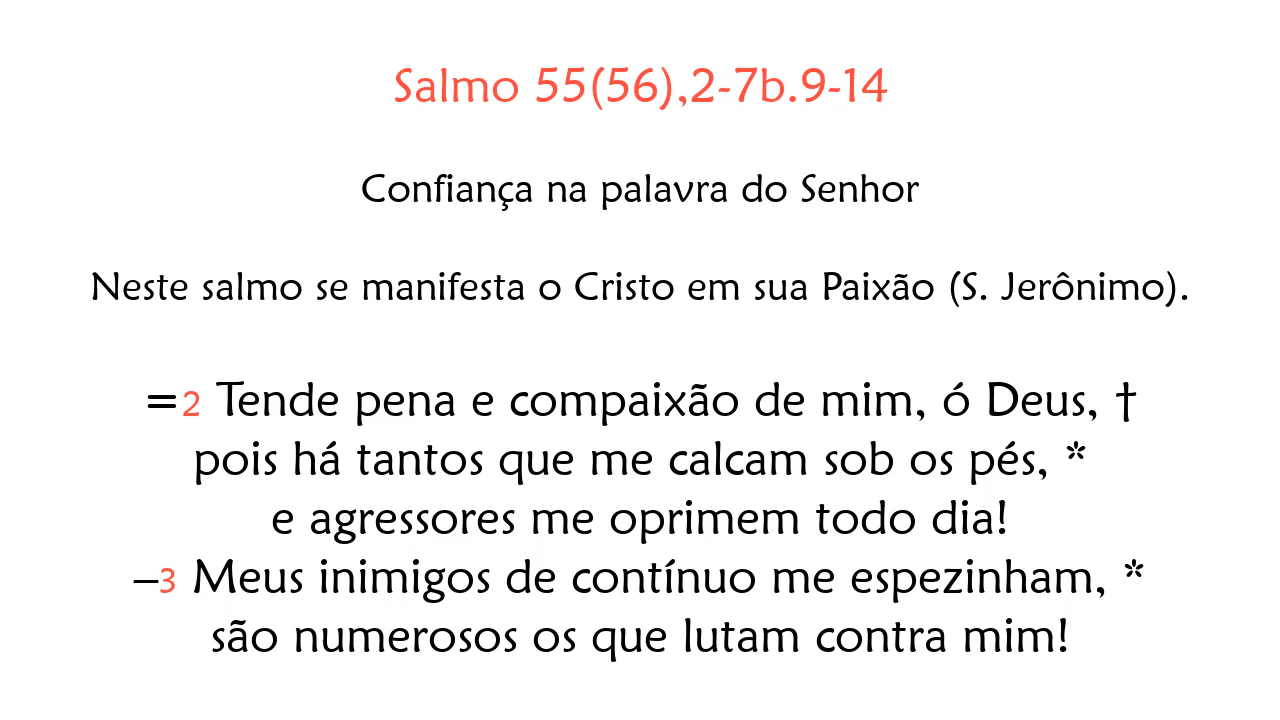 Salmo 55(56),2-7b.9-14
Confiança na palavra do Senhor
Neste salmo se manifesta o Cristo em sua Paixão (S. Jerônimo).
=2 Tende pena e compaixão de mim, ó Deus, †
pois há tantos que me calcam sob os pés, *
e agressores me oprimem todo dia!
–3 Meus inimigos de contínuo me espezinham, *
são numerosos os que lutam contra mim!